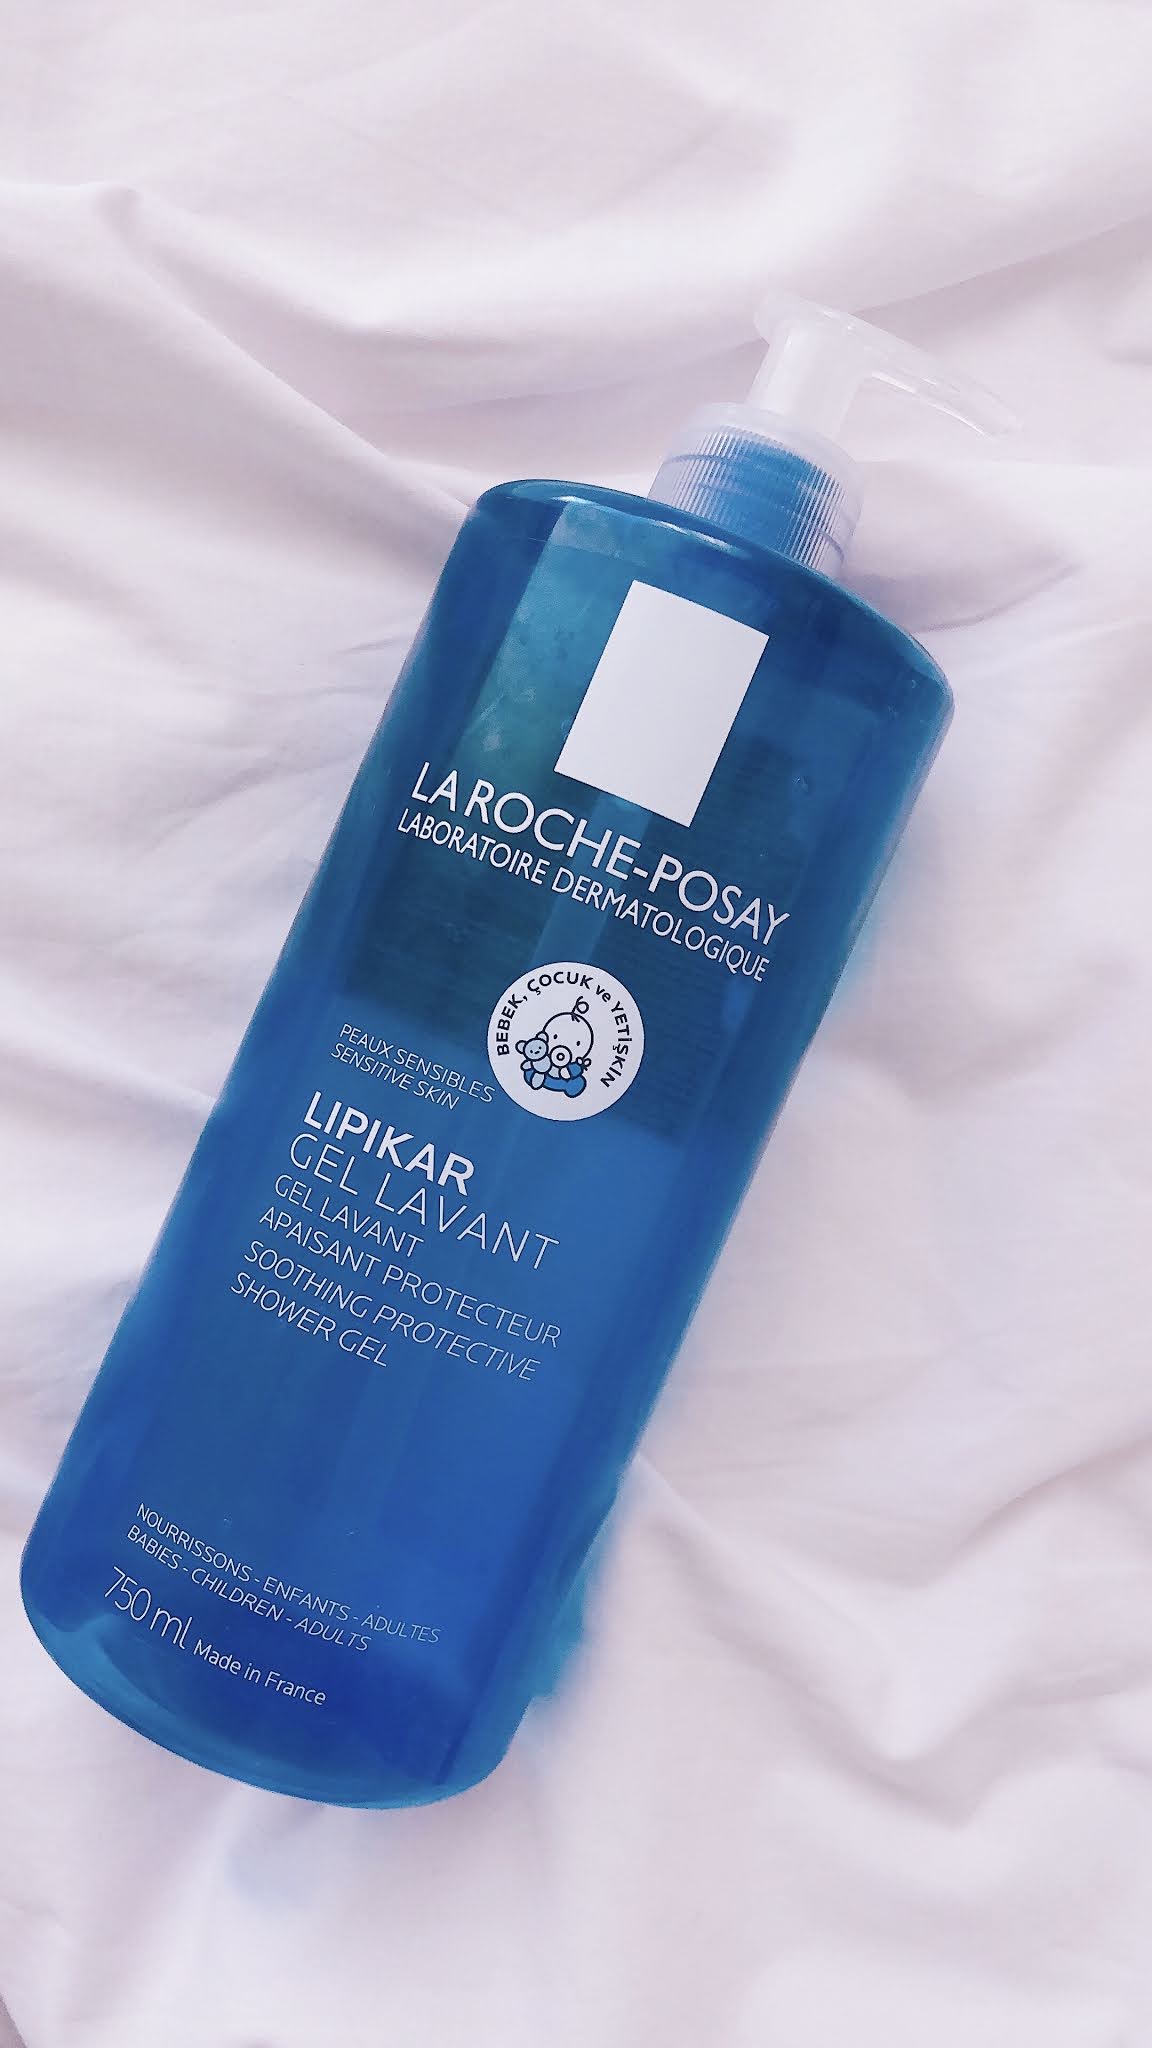 LA ROCHE-POSAY
LABORATOIRE DERMATOLOGIQUE
BEBEK, ÇOCUK ve YETİŞKİN
PEAUX SENSIBLES
SENSITIVE SKIN
LIPIKAR
GEL LAVANT
GEL LAVANT
APAISANT PROTECTEUR
SOOTHING PROTECTIVE
SHOWER GEL
NOURRISSONS - ENFANTS - ADULTES
BABIES - CHILDREN - ADULTS
750 ml Made in France